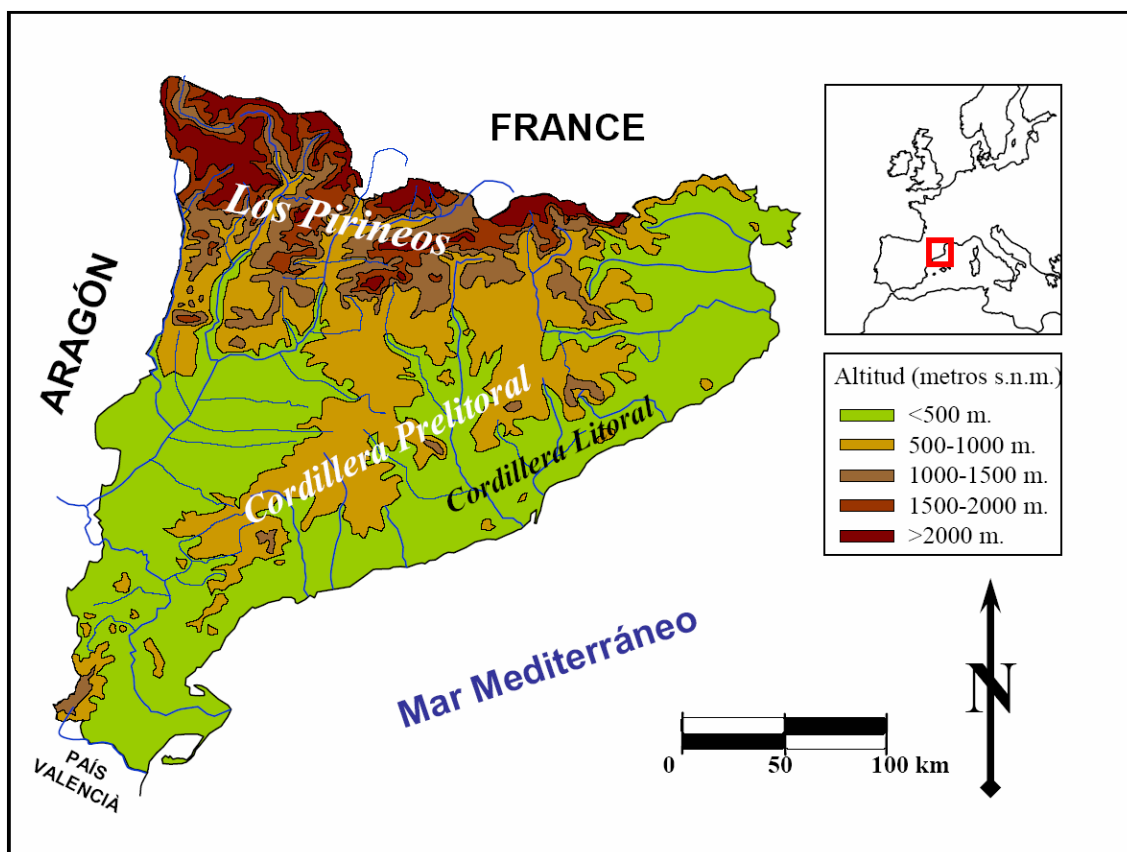 FRANCE
Los Pirineos
ARAGÓN
Cordillera Prelitoral
Cordillera Litoral
Mar Mediterráneo
PAÍS
VALENCIÀ
Altitud (metros s.n.m.)
<500 m.
500-1000 m.
1000-1500 m.
1500-2000 m.
>2000 m.
N
0 50 100 km